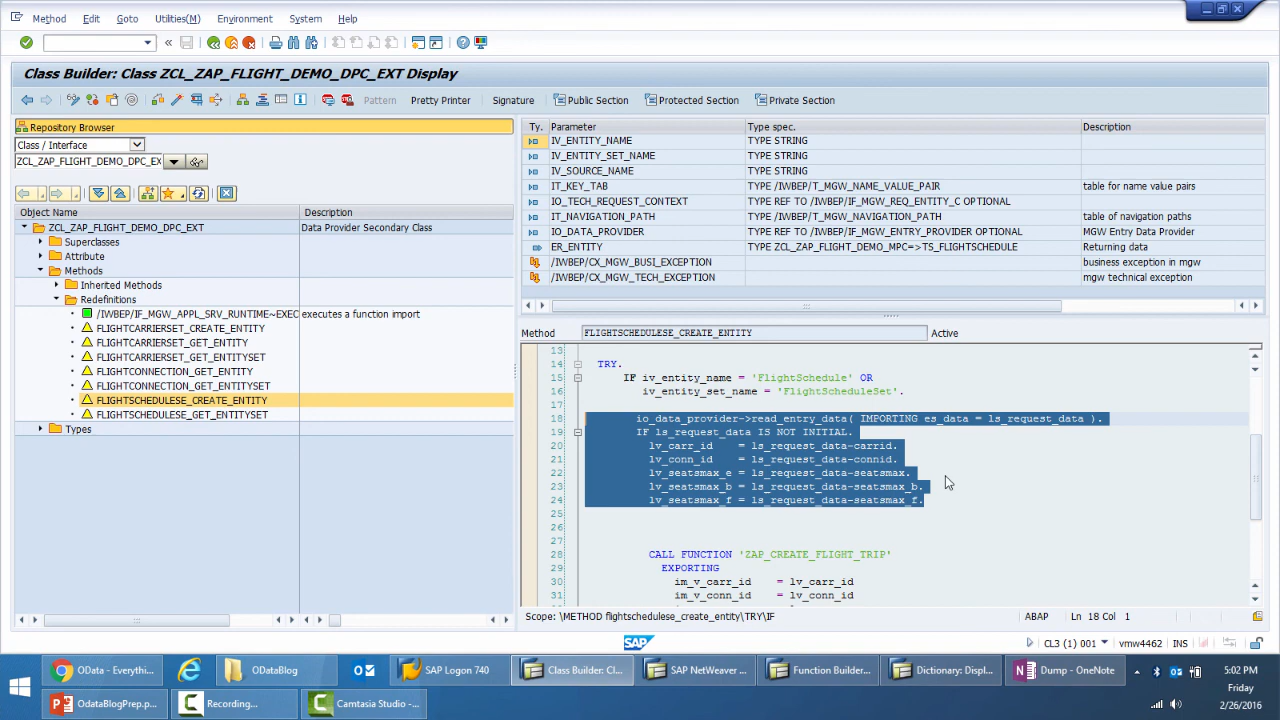 Method Edit Goto Utilities(M) Environment System Help
Class Builder: Class ZCL_ZAP_FLIGHT_DEMO_DPC_EXT Display
Pattern Pretty Printer Signature Public Section Protected Section Private Section
Repository Browser
Class / Interface
ZCL_ZAP_FLIGHT_DEMO_DPC_EX
Object Name Description
ZCL_ZAP_FLIGHT_DEMO_DPC_EXT Data Provider Secondary Class
Superclasses
Attribute
Methods
Inherited Methods
Redefinitions
/IWBEP/IF_MGW_APPL_SRV_RUNTIME~EXEC executes a function import
FLIGHTCARRIERSET_CREATE_ENTITY
FLIGHTCARRIERSET_GET_ENTITY
FLIGHTCARRIERSET_GET_ENTITYSET
FLIGHTCONNECTION_GET_ENTITY
FLIGHTCONNECTION_GET_ENTITYSET
FLIGHTSCHEDULESE_CREATE_ENTITY
FLIGHTSCHEDULESE_GET_ENTITYSET
Types
Ty. Parameter Type spec. Description
IV_ENTITY_NAME TYPE STRING
IV_ENTITY_SET_NAME TYPE STRING
IV_SOURCE_NAME TYPE STRING
IT_KEY_TAB TYPE /IWBEP/T_MGW_NAME_VALUE_PAIR table for name value pairs
IO_TECH_REQUEST_CONTEXT TYPE REF TO /IWBEP/IF_MGW_REQ_ENTITY_C OPTIONAL
IT_NAVIGATION_PATH TYPE /IWBEP/T_MGW_NAVIGATION_PATH table of navigation paths
IO_DATA_PROVIDER TYPE REF TO /IWBEP/IF_MGW_ENTRY_PROVIDER OPTIONAL MGW Entry Data Provider
ER_ENTITY TYPE ZCL_ZAP_FLIGHT_DEMO_MPC=>TS_FLIGHTSCHEDULE Returning data
/IWBEP/CX_MGW_BUSI_EXCEPTION business exception in mgw
/IWBEP/CX_MGW_TECH_EXCEPTION mgw technical exception
Method FLIGHTSCHEDULESE_CREATE_ENTITY Active
13
14 TRY.
15 IF iv_entity_name = 'FlightSchedule' OR
16 iv_entity_set_name = 'FlightScheduleSet'.
17
18 io_data_provider->read_entry_data( IMPORTING es_data = ls_request_data ).
19 IF ls_request_data IS NOT INITIAL.
20 lv_carr_id = ls_request_data-carrid.
21 lv_conn_id = ls_request_data-connid.
22 lv_seatsmax_e = ls_request_data-seatsmax.
23 lv_seatsmax_b = ls_request_data-seatsmax_b.
24 lv_seatsmax_f = ls_request_data-seatsmax_f.
25
26
28 CALL FUNCTION 'ZAP_CREATE_FLIGHT_TRIP'
29 EXPORTING
30 im_v_carr_id = lv_carr_id
31 im_v_conn_id = lv_conn_id
Scope: \METHOD flightschedulese_create_entity\TRY\IF ABAP Ln 18 Col 1
SAP CL3 (1) 001 vmw4462 INS
OData - Everythi... ODataBlog SAP Logon 740 Class Builder: Cl... SAP NetWeaver ... Function Builder... Dictionary: Displ... Dump - OneNote
OdataBlogPrep.p... Recording... Camtasia Studio - ...
5:02 PM
Friday
2/26/2016